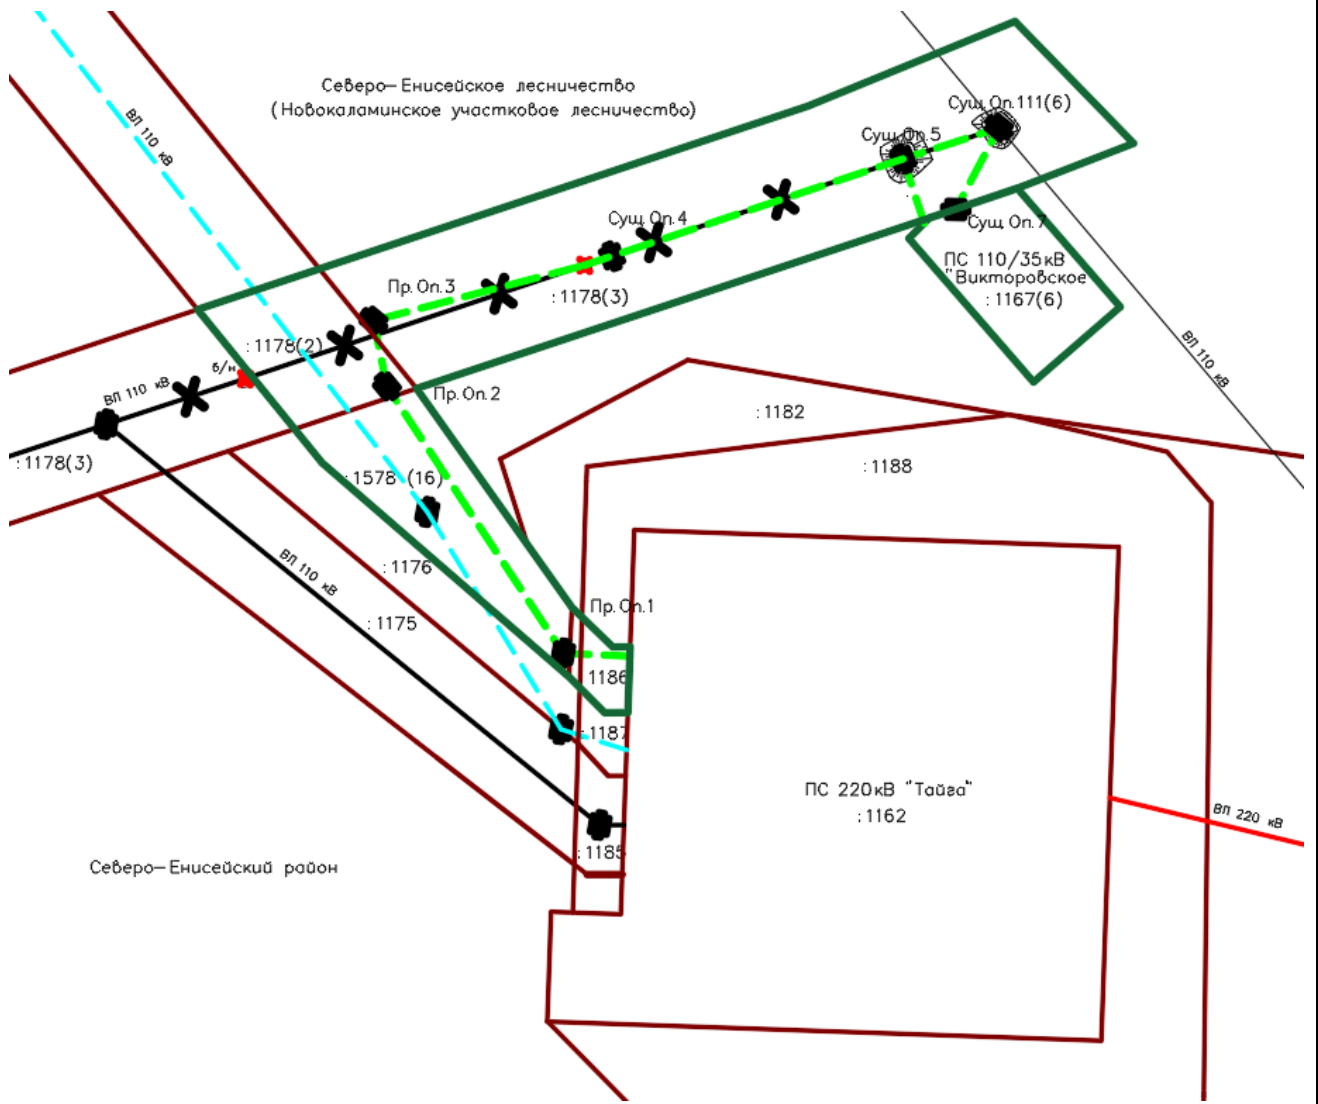 Северо-Енисейское лесничество
(Новокаламинское участковое лесничество)
ВЛ 110 кВ
Сущ.Оп.111(6)
Сущ.Оп.5
Сущ.Оп.4
Сущ.Оп.7
ПС 110/35кВ
"Викторовское"
:1167(6)
Пр.Оп.3
:1178(3)
:1178(2)
б/н
ВЛ 110 кВ
Пр.Оп.2
ВЛ 110 кВ
:1182
:1178(3)
:1188
:1578 (16)
ВЛ 110 кВ
:1176
:1175
Пр.Оп.1
1186
:1187
ПС 220кВ "Тайга"
:1162
ВЛ 220 кВ
:1185
Северо-Енисейский район